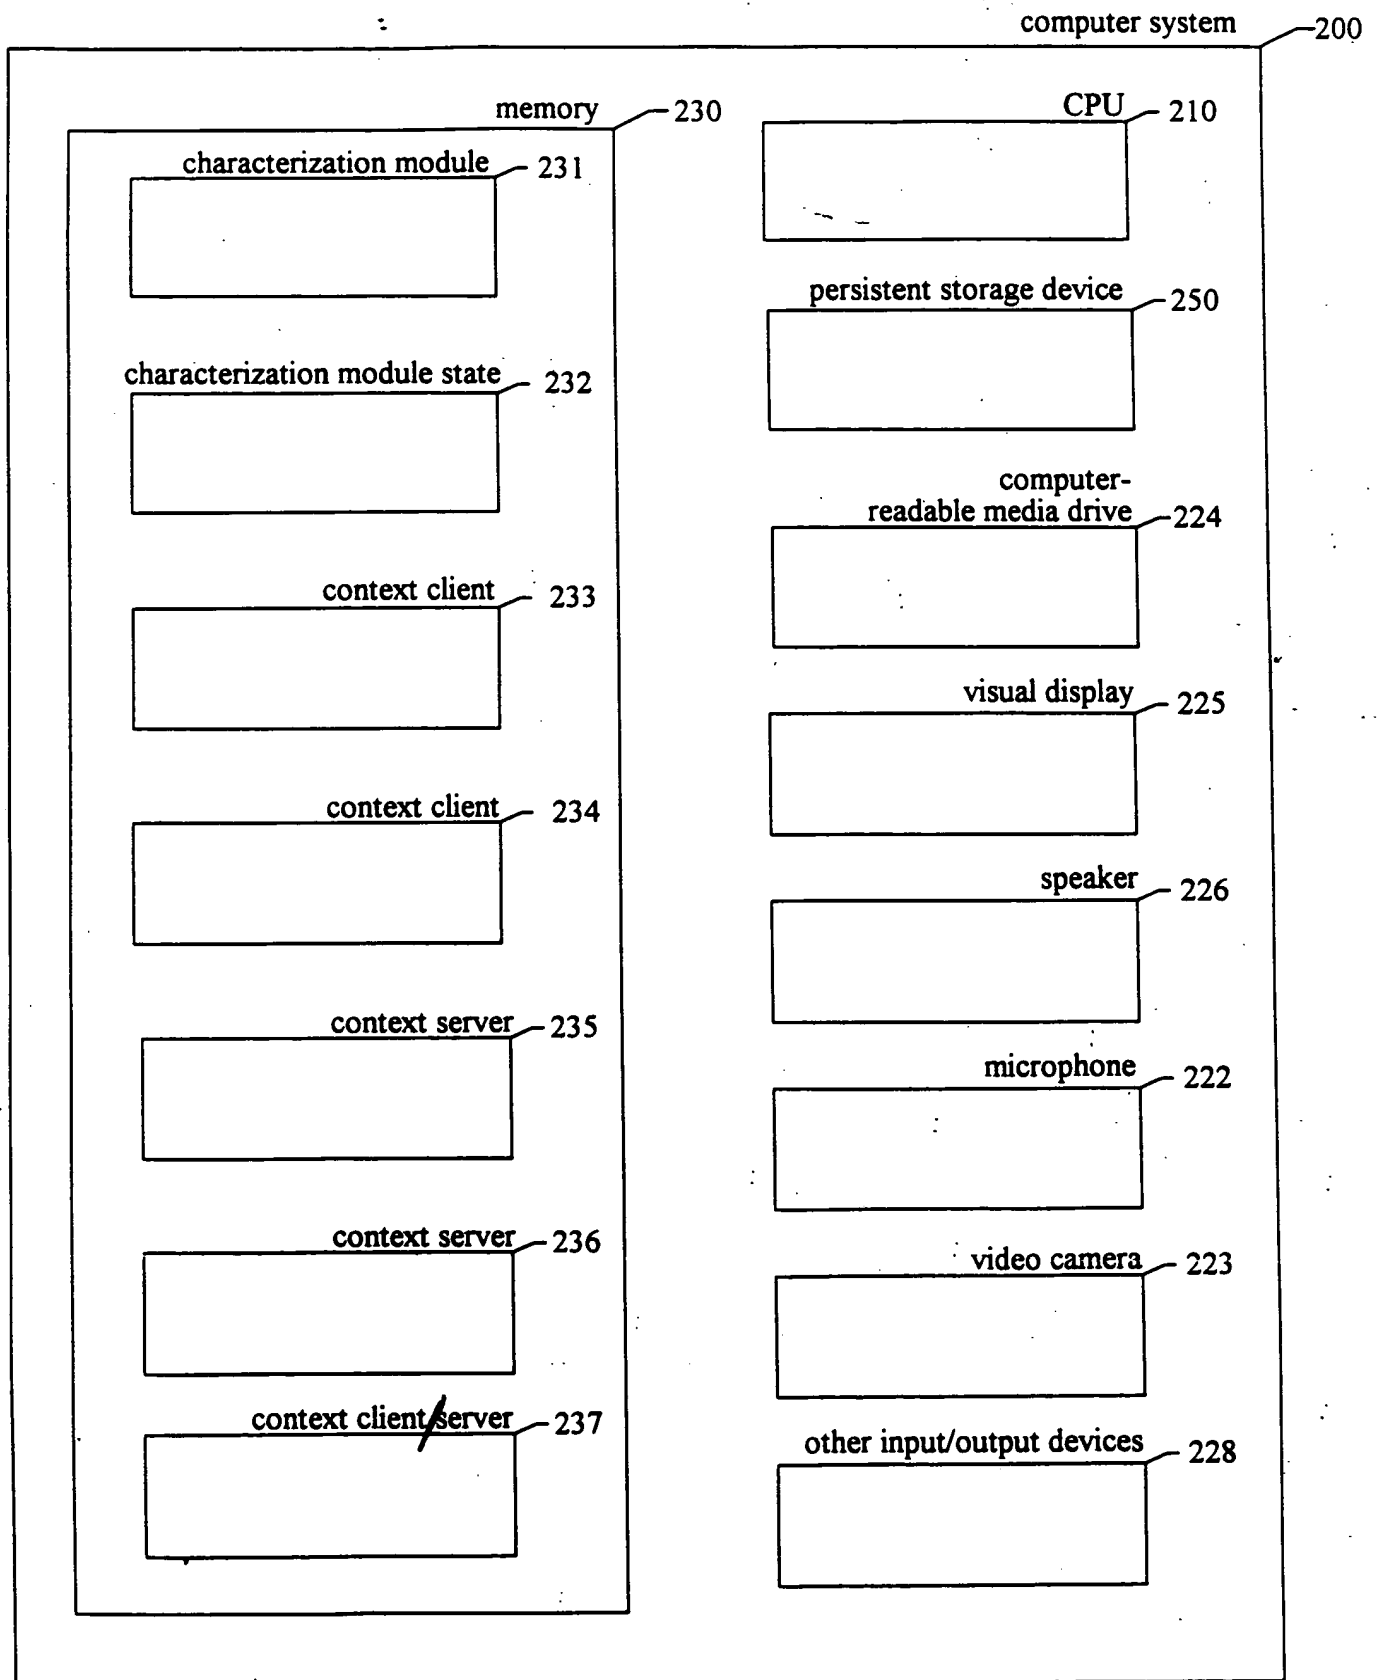 computer system 200
memory 230
characterization module 231
characterization module state 232
context client 233
context client 234
context server 235
context server 236
context client/server 237
CPU 210
persistent storage device 250
computer-
readable media drive 224
visual display 225
speaker 226
microphone 222
video camera 223
other input/output devices 228